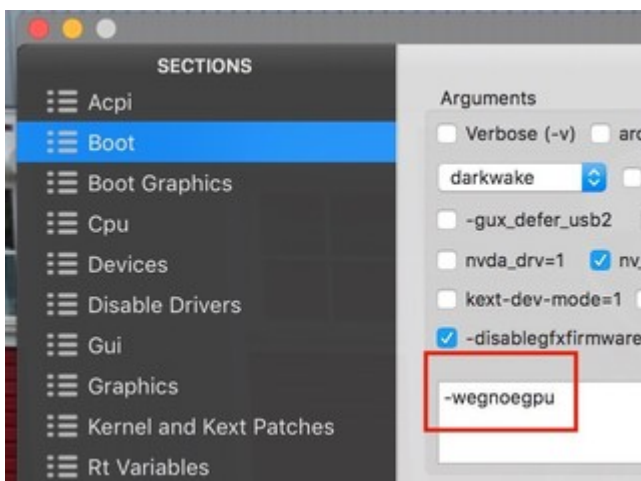 SECTIONS
Acpi
Boot
Boot Graphics
Cpu
Devices
Disable Drivers
Gui
Graphics
Kernel and Kext Patches
Rt Variables
Arguments
Verbose (-v)
darkwake
-gux_defer_usb2
nvda_drv=1 nv_
kext-dev-mode=1
-disablegfxfirmware
-wegnoegpu